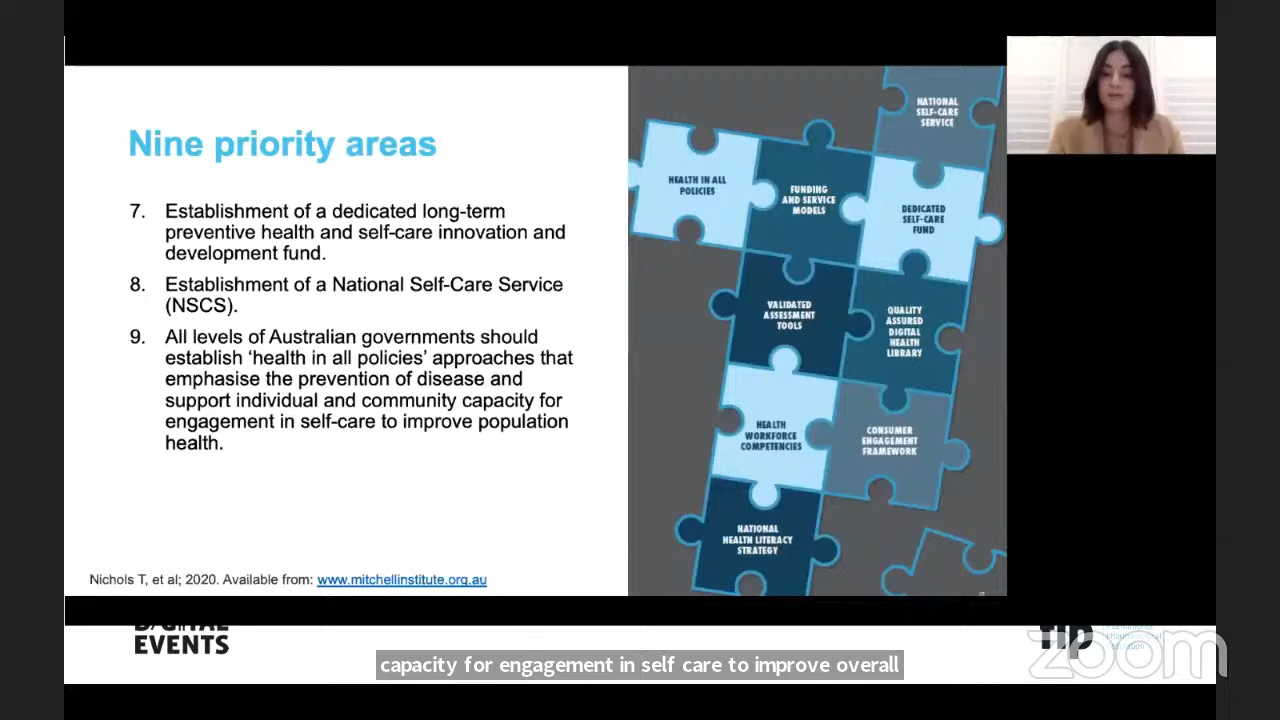 Nine priority areas
7. Establishment of a dedicated long-term
preventive health and self-care innovation and
development fund.
8. Establishment of a National Self-Care Service
(NSCS).
9. All levels of Australian governments should
establish ‘health in all policies’ approaches that
emphasise the prevention of disease and
support individual and community capacity for
engagement in self-care to improve population
health.
Nichols T, et al; 2020. Available from: www.mitchellinstitute.org.au
NATIONAL
SELF-CARE
SERVICE
HEALTH IN ALL
POLICIES
FUNDING
AND SERVICE
MODELS
DEDICATED
SELF-CARE
FUND
VALIDATED
ASSESSMENT
TOOLS
QUALITY
ASSURED
DIGITAL
HEALTH
LIBRARY
HEALTH
WORKFORCE
COMPETENCIES
CONSUMER
ENGAGEMENT
FRAMEWORK
NATIONAL
HEALTH LITERACY
STRATEGY
DIGITAL
EVENTS
fip
capacity for engagement in self care to improve overall
zoom